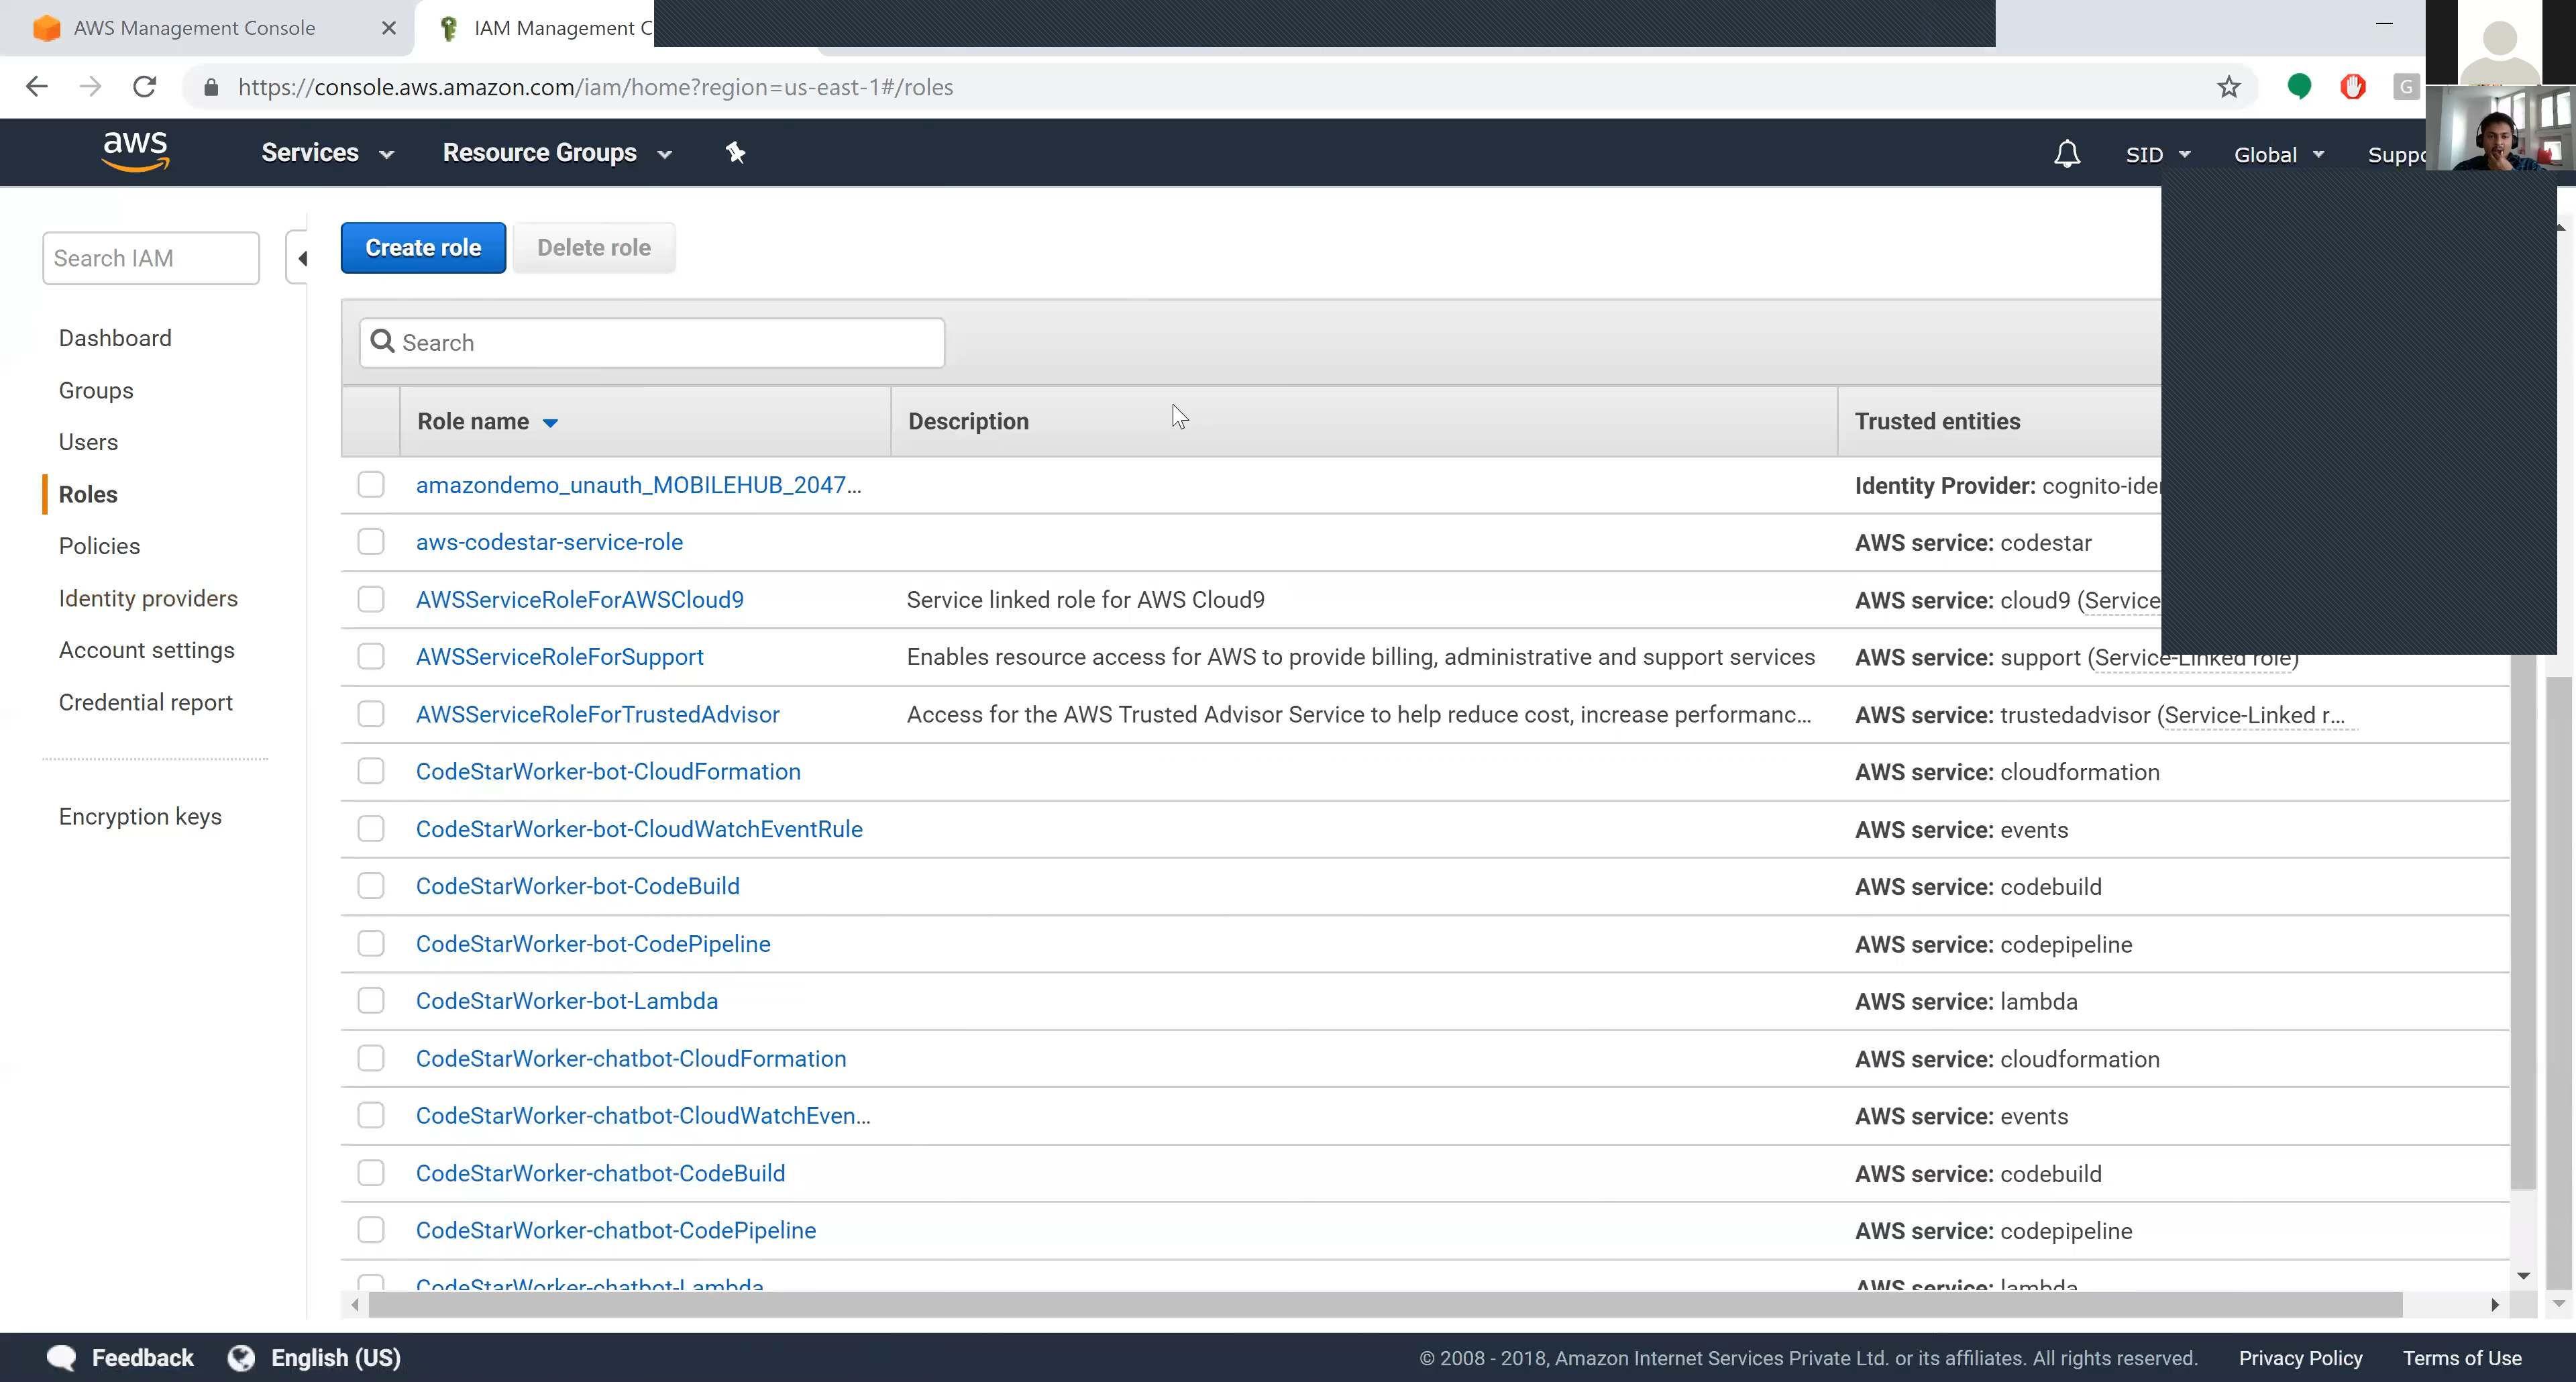 AWS Management Console
IAM Management C
https://console.aws.amazon.com/iam/home?region=us-east-1#/roles
G
aws
Services
Resource Groups
SID
Global
Suppo
Search IAM
Create role
Delete role
Dashboard
Groups
Users
Roles
Policies
Identity providers
Account settings
Credential report
Encryption keys
Search
Role name Description Trusted entities
amazondemo_unauth_MOBILEHUB_2047... Identity Provider: cognito-iden
aws-codestar-service-role AWS service: codestar
AWSServiceRoleForAWSCloud9 Service linked role for AWS Cloud9 AWS service: cloud9 (Service
AWSServiceRoleForSupport Enables resource access for AWS to provide billing, administrative and support services AWS service: support (Service-Linked role)
AWSServiceRoleForTrustedAdvisor Access for the AWS Trusted Advisor Service to help reduce cost, increase performanc... AWS service: trustedadvisor (Service-Linked r...
CodeStarWorker-bot-CloudFormation AWS service: cloudformation
CodeStarWorker-bot-CloudWatchEventRule AWS service: events
CodeStarWorker-bot-CodeBuild AWS service: codebuild
CodeStarWorker-bot-CodePipeline AWS service: codepipeline
CodeStarWorker-bot-Lambda AWS service: lambda
CodeStarWorker-chatbot-CloudFormation AWS service: cloudformation
CodeStarWorker-chatbot-CloudWatchEven... AWS service: events
CodeStarWorker-chatbot-CodeBuild AWS service: codebuild
CodeStarWorker-chatbot-CodePipeline AWS service: codepipeline
CodeStarWorker-chatbot-Lambda AWS service: lambda
Feedback
English (US)
© 2008 - 2018, Amazon Internet Services Private Ltd. or its affiliates. All rights reserved.
Privacy Policy
Terms of Use